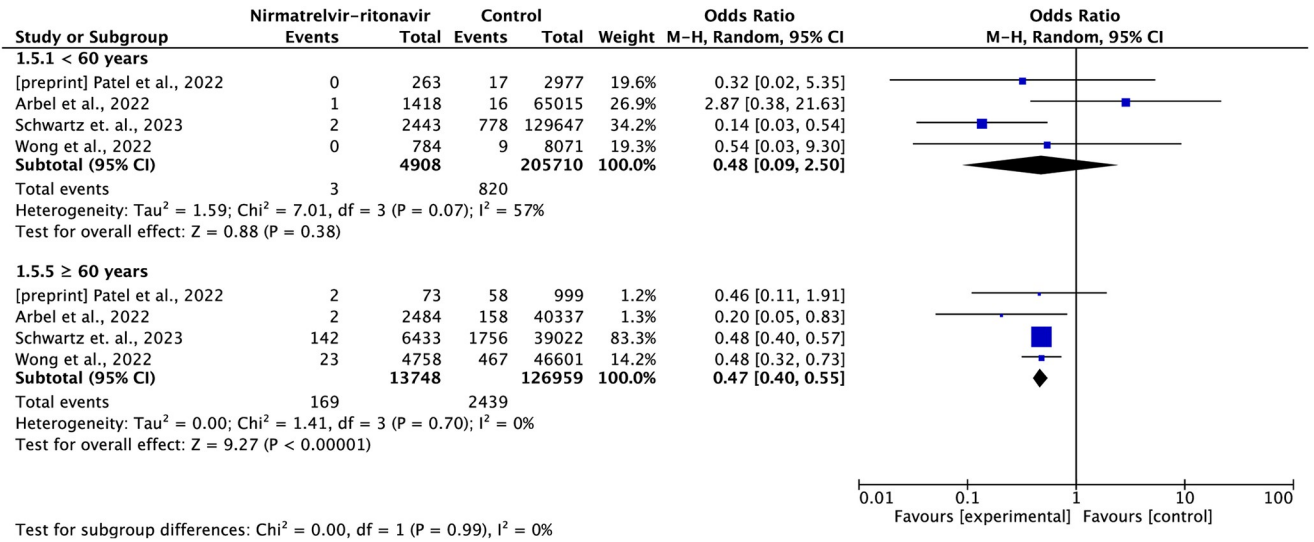 Nirmatrelvir-ritonavir Control Odds Ratio Odds Ratio
Study or Subgroup Events Total Events Total Weight M-H, Random, 95% CI M-H, Random, 95% CI
1.5.1 < 60 years
[preprint] Patel et al., 2022 0 263 17 2977 19.6% 0.32 [0.02, 5.35]
Arbel et al., 2022 1 1418 16 65015 26.9% 2.87 [0.38, 21.63]
Schwartz et. al., 2023 2 2443 778 129647 34.2% 0.14 [0.03, 0.54]
Wong et al., 2022 0 784 9 8071 19.3% 0.54 [0.03, 9.30]
Subtotal (95% CI) 4908 205710 100.0% 0.48 [0.09, 2.50]
Total events 3 820
Heterogeneity: Tau² = 1.59; Chi² = 7.01, df = 3 (P = 0.07); I² = 57%
Test for overall effect: Z = 0.88 (P = 0.38)
1.5.5 ≥ 60 years
[preprint] Patel et al., 2022 2 73 58 999 1.2% 0.46 [0.11, 1.91]
Arbel et al., 2022 2 2484 158 40337 1.3% 0.20 [0.05, 0.83]
Schwartz et. al., 2023 142 6433 1756 39022 83.3% 0.48 [0.40, 0.57]
Wong et al., 2022 23 4758 467 46601 14.2% 0.48 [0.32, 0.73]
Subtotal (95% CI) 13748 126959 100.0% 0.47 [0.40, 0.55]
Total events 169 2439
Heterogeneity: Tau² = 0.00; Chi² = 1.41, df = 3 (P = 0.70); I² = 0%
Test for overall effect: Z = 9.27 (P < 0.00001)
0.01 0.1 1 10 100
Favours [experimental] Favours [control]
Test for subgroup differences: Chi² = 0.00, df = 1 (P = 0.99), I² = 0%